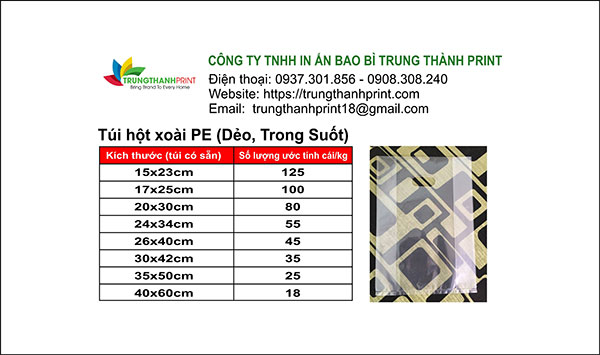 TRUNGTHANHPRINT
Bring Brand To Every Home
CÔNG TY TNHH IN ẤN BAO BÌ TRUNG THÀNH PRINT
Điện thoại: 0937.301.856 - 0908.308.240
Website: https://trungthanhprint.com
Email: trungthanhprint18@gmail.com
Túi hột xoài PE (Dẻo, Trong Suốt)
Kích thước (túi có sẵn) Số lượng ước tính cái/kg
15x23cm 125
17x25cm 100
20x30cm 80
24x34cm 55
26x40cm 45
30x42cm 35
35x50cm 25
40x60cm 18